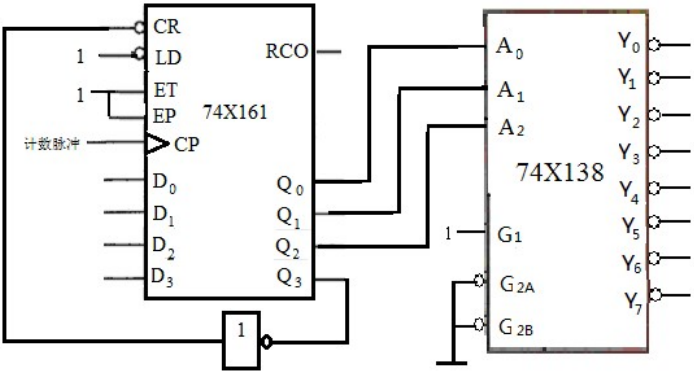 CR
1 LD
RCO
1 ET
EP
74X161
计数脉冲 CP
D0
D1
D2
D3
Q0
Q1
Q2
Q3
1
A0
A1
A2
74X138
1 G1
G2A
G2B
Y0
Y1
Y2
Y3
Y4
Y5
Y6
Y7